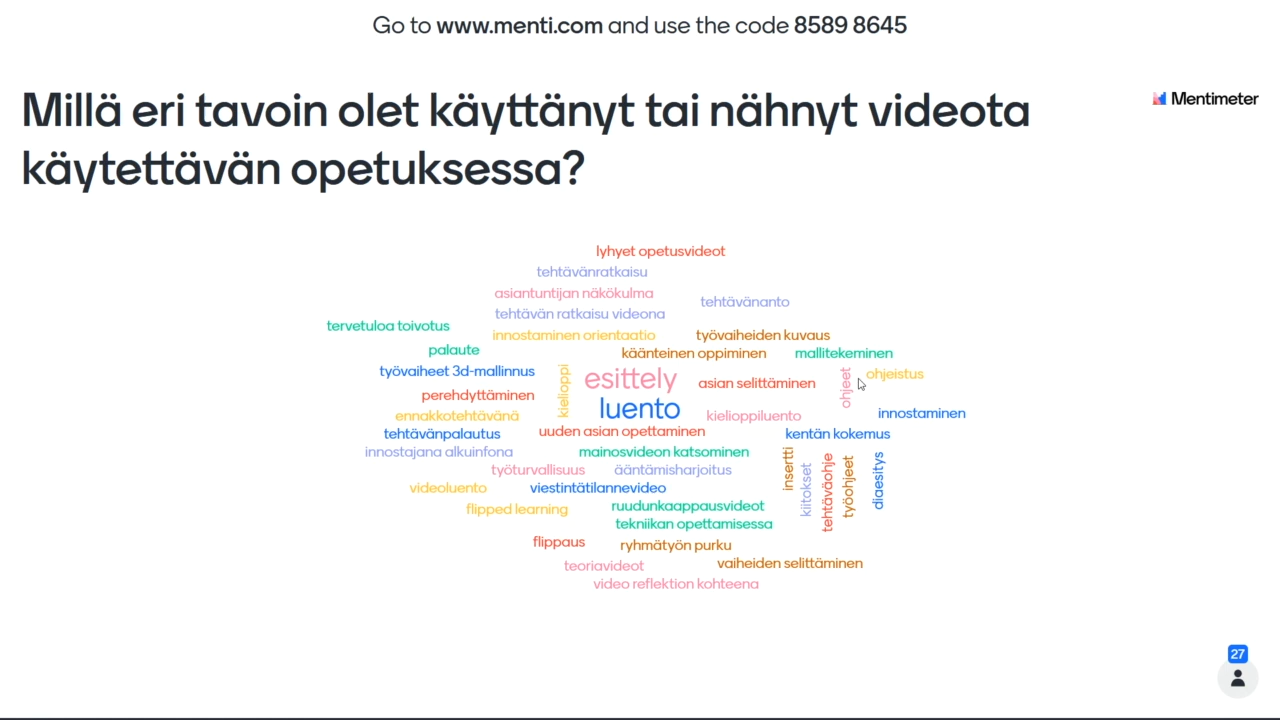 Go to www.menti.com and use the code 8589 8645
Millä eri tavoin olet käyttänyt tai nähnyt videota
käytettävän opetuksessa?
Mentimeter
lyhyet opetusvideot
tehtävänratkaisu
asiantuntijan näkökulma
tehtävänanto
tehtävän ratkaisu videona
tervetuloa toivotus
innostaminen orientaatio
työvaiheiden kuvaus
palaute
käänteinen oppiminen
mallitekeminen
työvaiheet 3d-mallinnus
kielioppi
esittely
asian selittäminen
ohjeet
ohjeistus
perehdyttäminen
luento
ennakkotehtävänä
kielioppiluento
innostaminen
tehtävänpalautus
uuden asian opettaminen
kentän kokemus
innostajana alkuinfona
mainosvideon katsominen
insertti
kiitokset
tehtäväohje
työohjeet
diaesitys
työturvallisuus
ääntämisharjoitus
videoluento
viestintätilannevideo
flipped learning
ruudunkaappausvideot
tekniikan opettamisessa
flippaus
ryhmätyön purku
teoriavideot
vaiheiden selittäminen
video reflektion kohteena
27